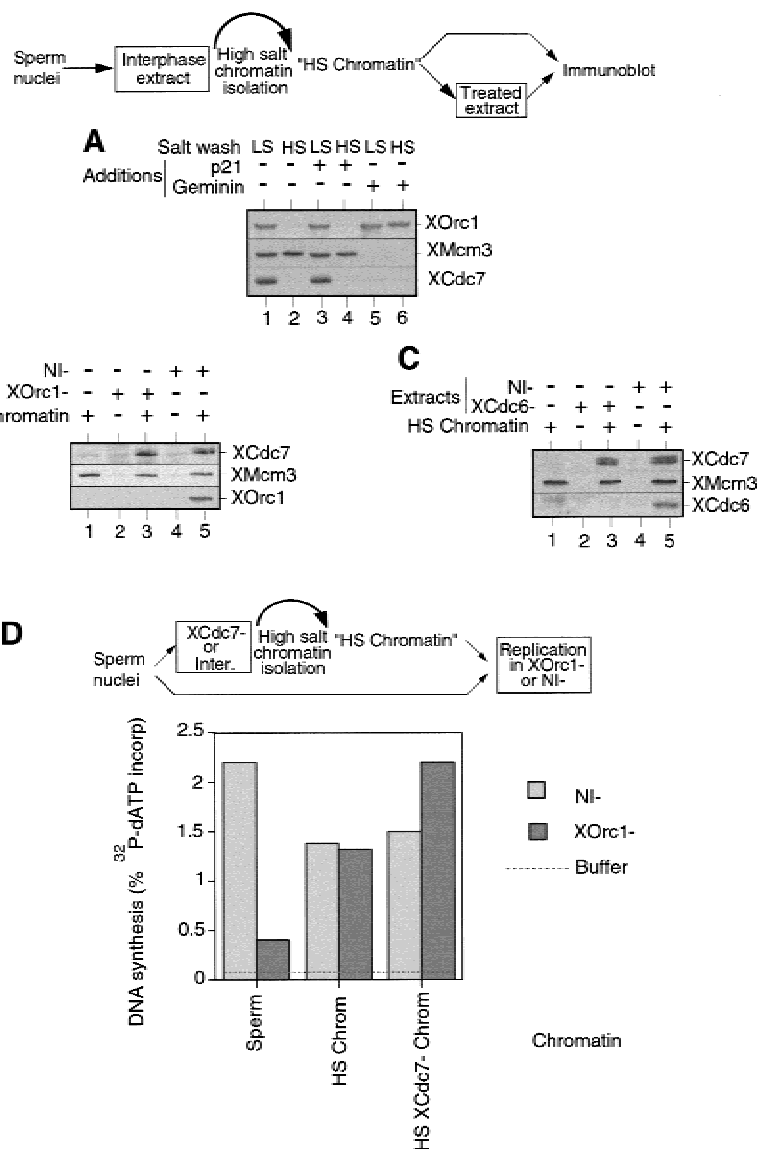 Sperm nuclei
Interphase extract
High salt chromatin isolation
"HS Chromatin"
Treated extract
Immunoblot
A
Salt wash LS HS LS HS LS HS
Additions
p21 - - + + - -
Geminin - - - - + +
XOrc1
XMcm3
XCdc7
1 2 3 4 5 6
NI- - - - + +
XOrc1- - + + - -
hromatin + - + - +
XCdc7
XMcm3
XOrc1
1 2 3 4 5
C
Extracts
NI- - - - + +
XCdc6- - + + - -
HS Chromatin + - + - +
XCdc7
XMcm3
XCdc6
1 2 3 4 5
D
Sperm nuclei
XCdc7- or Inter.
High salt chromatin isolation
"HS Chromatin"
Replication in XOrc1- or NI-
DNA synthesis (% 32P-dATP incorp)
2.5
2
1.5
1
0.5
0
Sperm
HS Chrom
HS XCdc7- Chrom
NI-
XOrc1-
Buffer
Chromatin